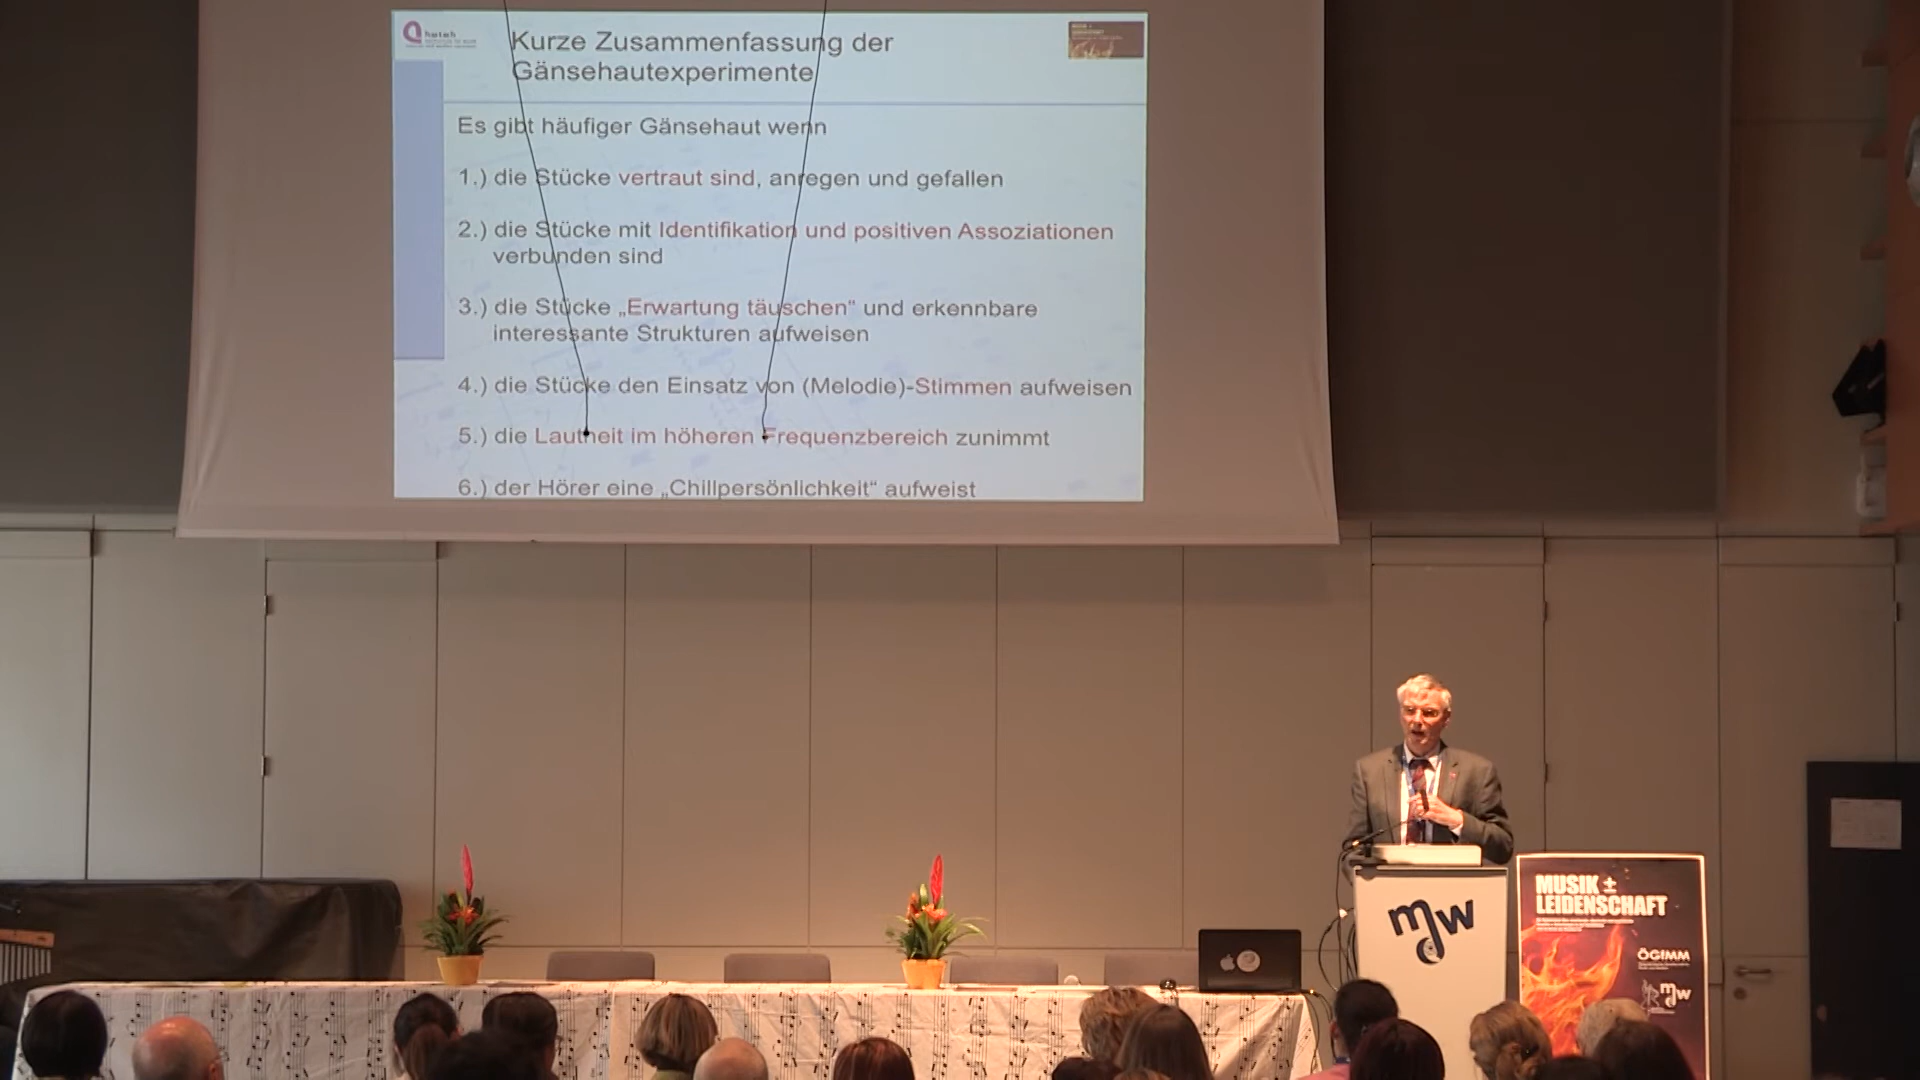 Kurze Zusammenfassung der
Gänsehautexperimente
Es gibt häufiger Gänsehaut wenn
1.) die Stücke vertraut sind, anregen und gefallen
2.) die Stücke mit Identifikation und positiven Assoziationen
verbunden sind
3.) die Stücke „Erwartung täuschen“ und erkennbare
interessante Strukturen aufweisen
4.) die Stücke den Einsatz von (Melodie)-Stimmen aufweisen
5.) die Lautheit im höheren Frequenzbereich zunimmt
6.) der Hörer eine „Chillpersönlichkeit“ aufweist
mdw
MUSIK ±
LEIDENSCHAFT
ÖGIMM
mdw